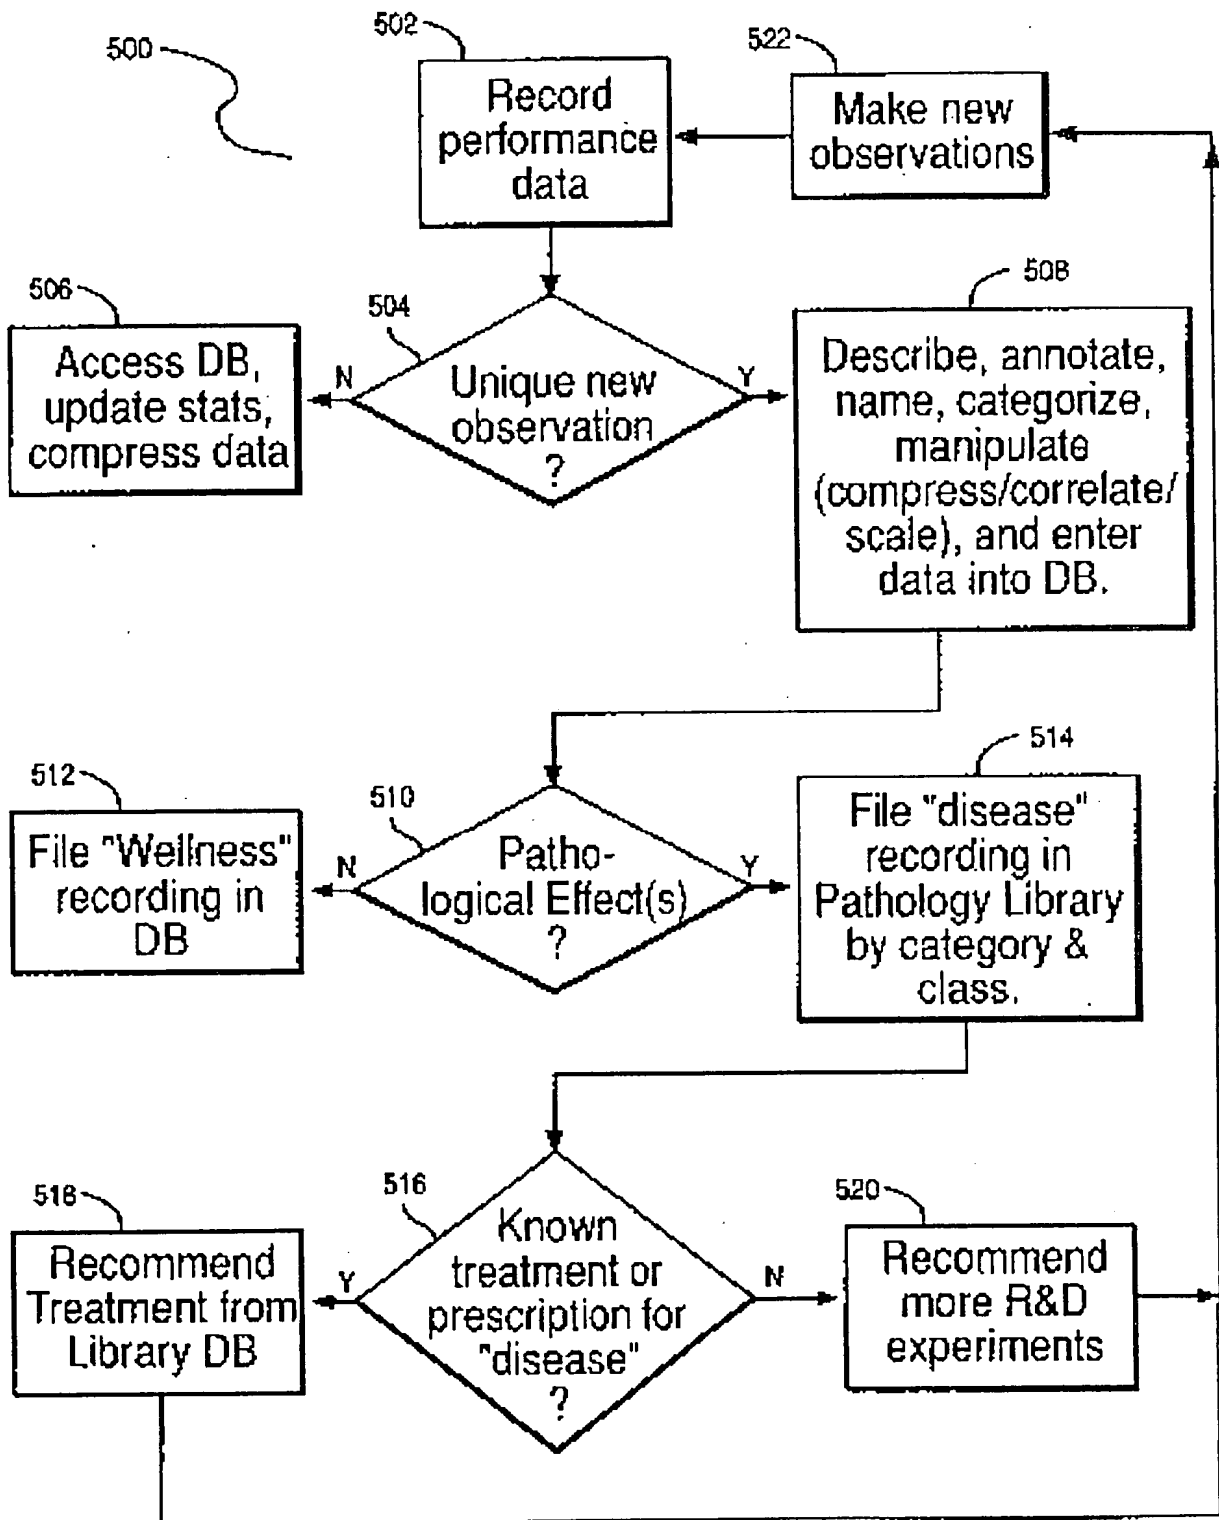 500
502
Record
performance
data
522
Make new
observations
506
Access DB,
update stats,
compress data
504
N
Unique new
observation
?
Y
508
Describe, annotate,
name, categorize,
manipulate
(compress/correlate/
scale), and enter
data into DB.
512
File "Wellness"
recording in
DB
510
N
Patho-
logical Effect(s)
?
Y
514
File "disease"
recording in
Pathology Library
by category &
class.
518
Recommend
Treatment from
Library DB
516
Y
Known
treatment or
prescription for
"disease"
?
N
520
Recommend
more R&D
experiments